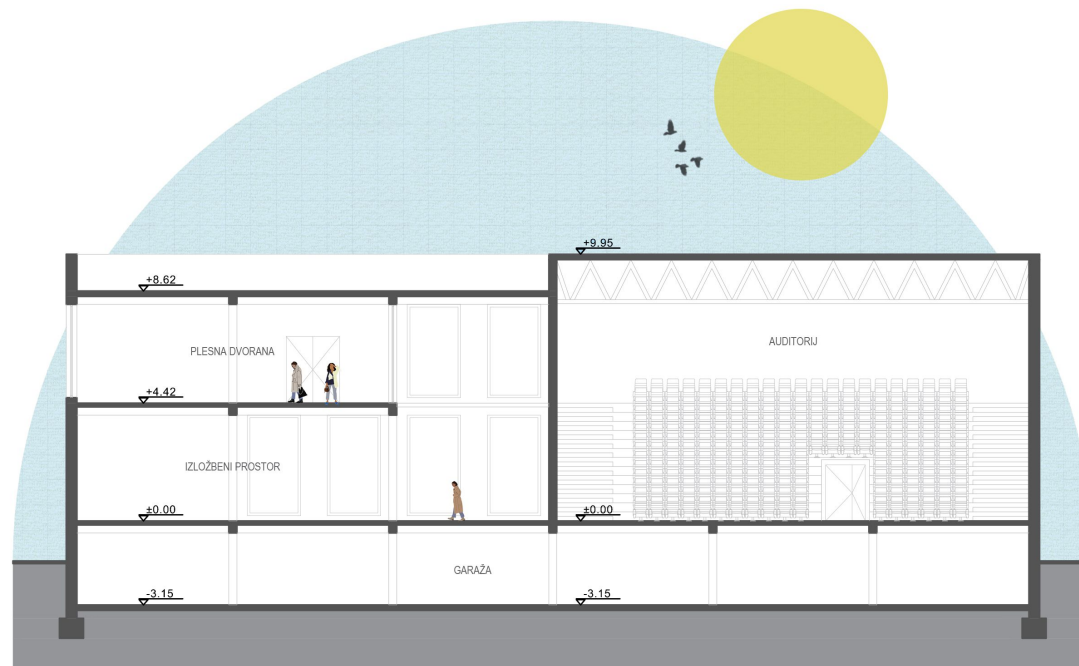 +9.95
+8.62
AUDITORIJ
PLESNA DVORANA
+4.42
IZLOŽBENI PROSTOR
±0.00
±0.00
GARAŽA
-3.15
-3.15